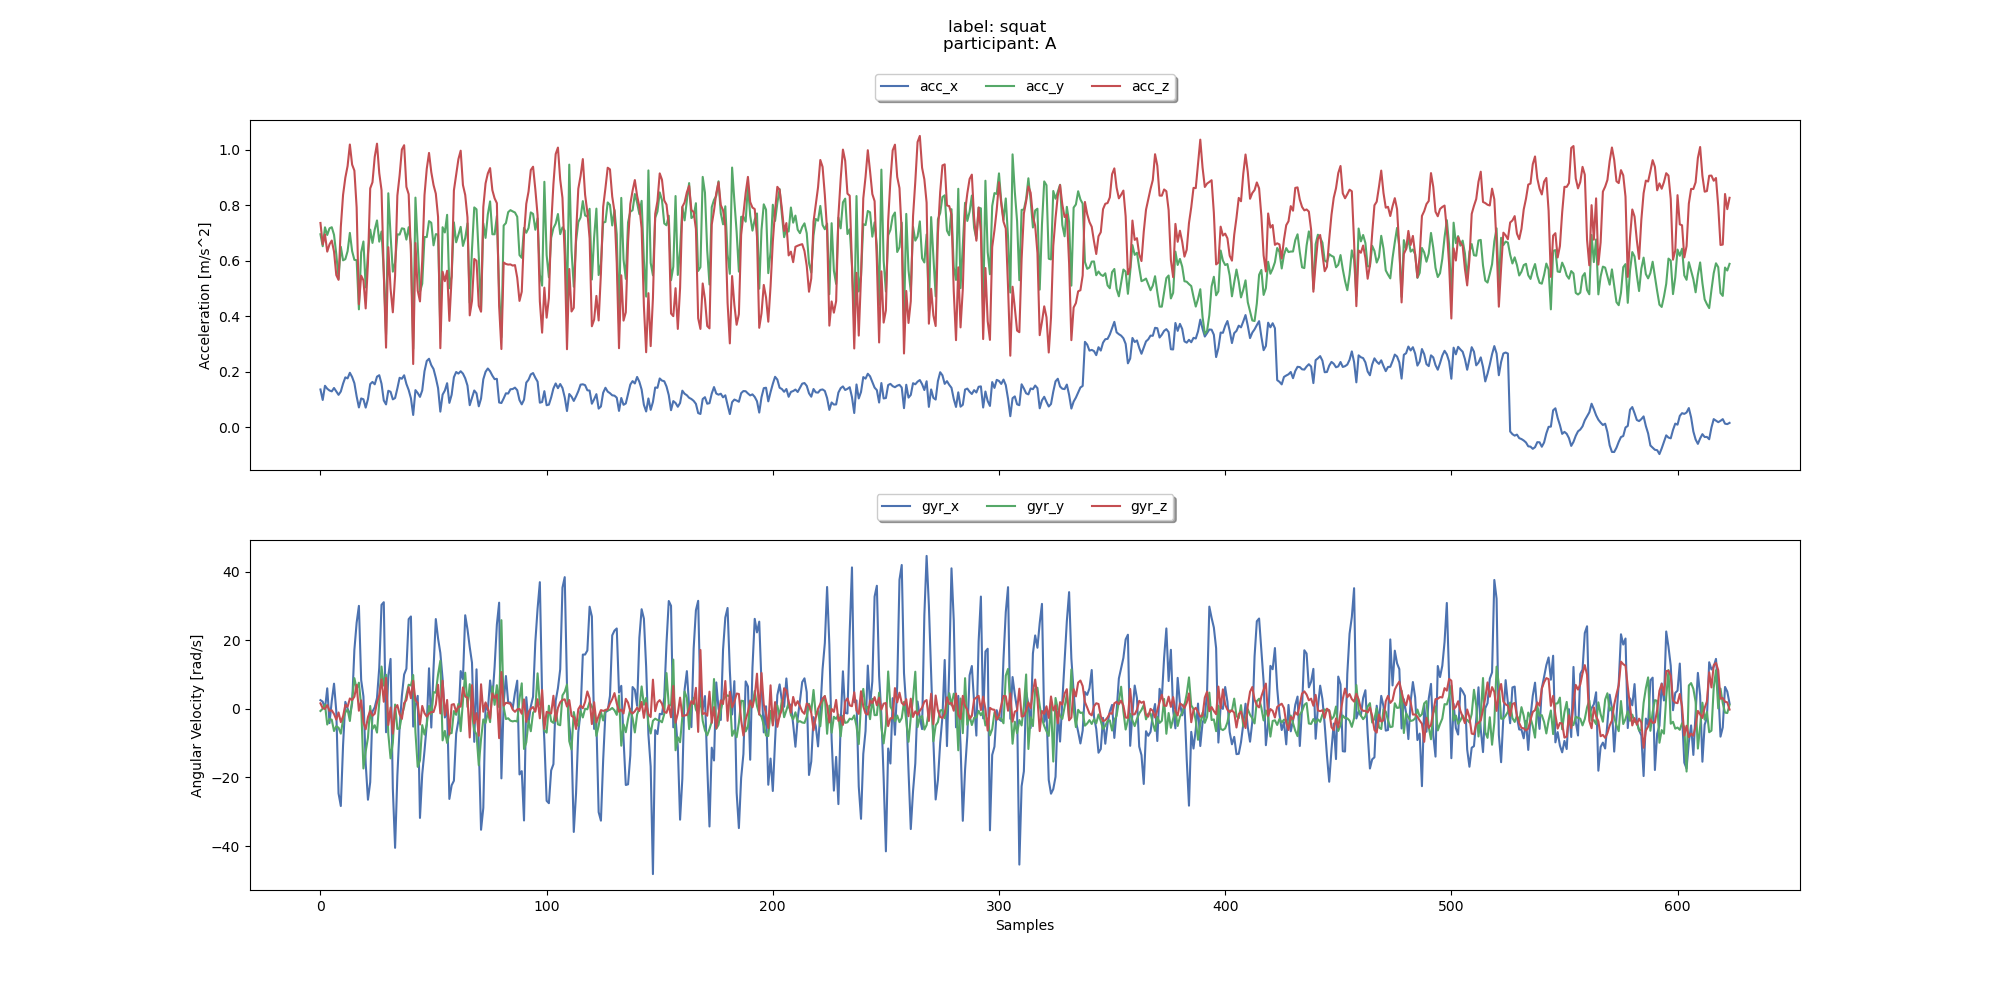 label: squat
participant: A
acc_x acc_y acc_z
Acceleration [m/s^2]
1.0
0.8
0.6
0.4
0.2
0.0
gyr_x gyr_y gyr_z
Angular Velocity [rad/s]
40
20
0
−20
−40
0 100 200 300 400 500 600
Samples